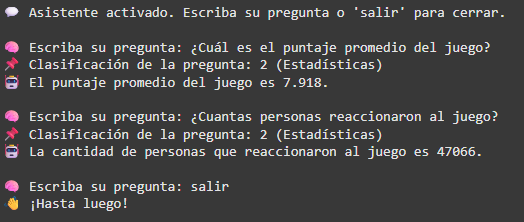 💬 Asistente activado. Escriba su pregunta o 'salir' para cerrar.
🧠 Escriba su pregunta: ¿Cuál es el puntaje promedio del juego?
📌 Clasificación de la pregunta: 2 (Estadísticas)
🤖 El puntaje promedio del juego es 7.918.
🧠 Escriba su pregunta: ¿Cuantas personas reaccionaron al juego?
📌 Clasificación de la pregunta: 2 (Estadísticas)
🤖 La cantidad de personas que reaccionaron al juego es 47066.
🧠 Escriba su pregunta: salir
👋 ¡Hasta luego!